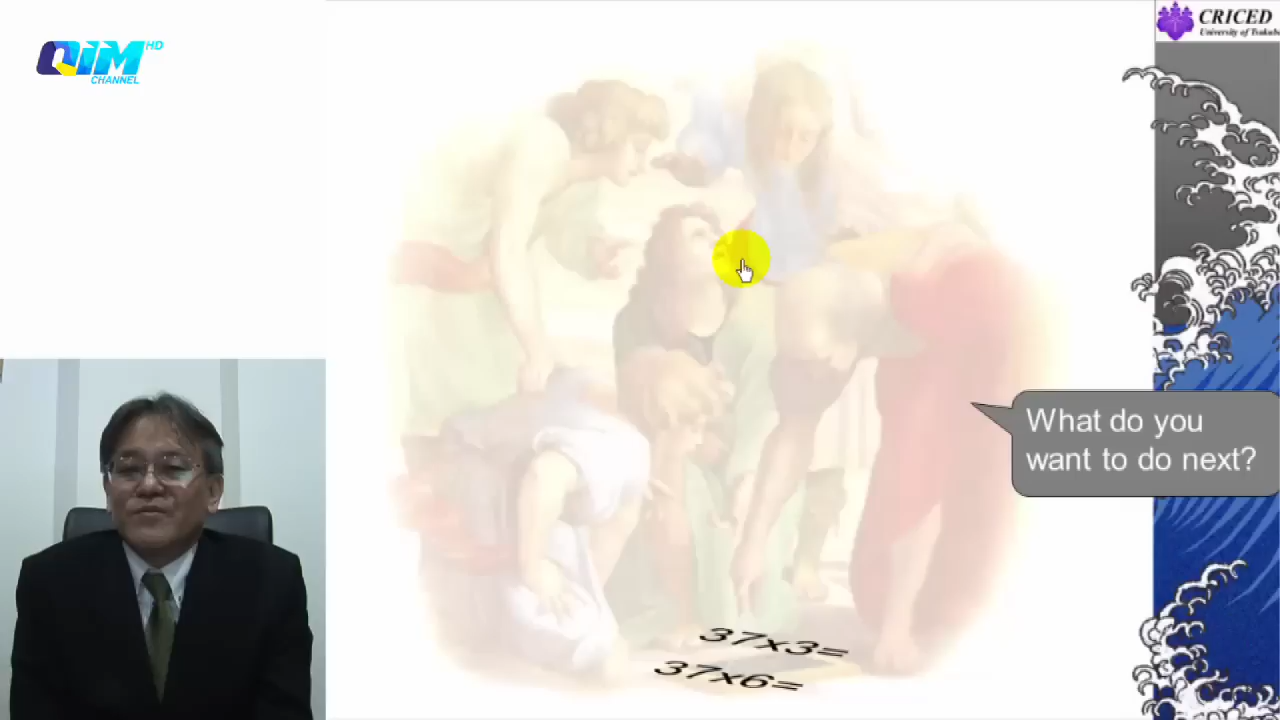 QIM HD
CHANNEL
CRICED
University of Tsukuba
What do you
want to do next?
37x3=
37x6=